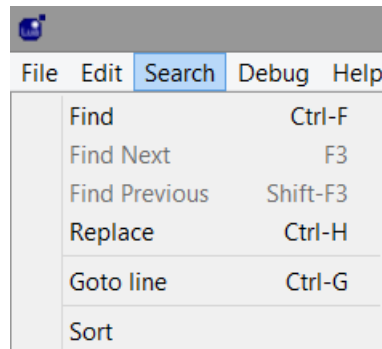 File Edit Search Debug Help
Find Ctrl-F
Find Next F3
Find Previous Shift-F3
Replace Ctrl-H
Goto line Ctrl-G
Sort